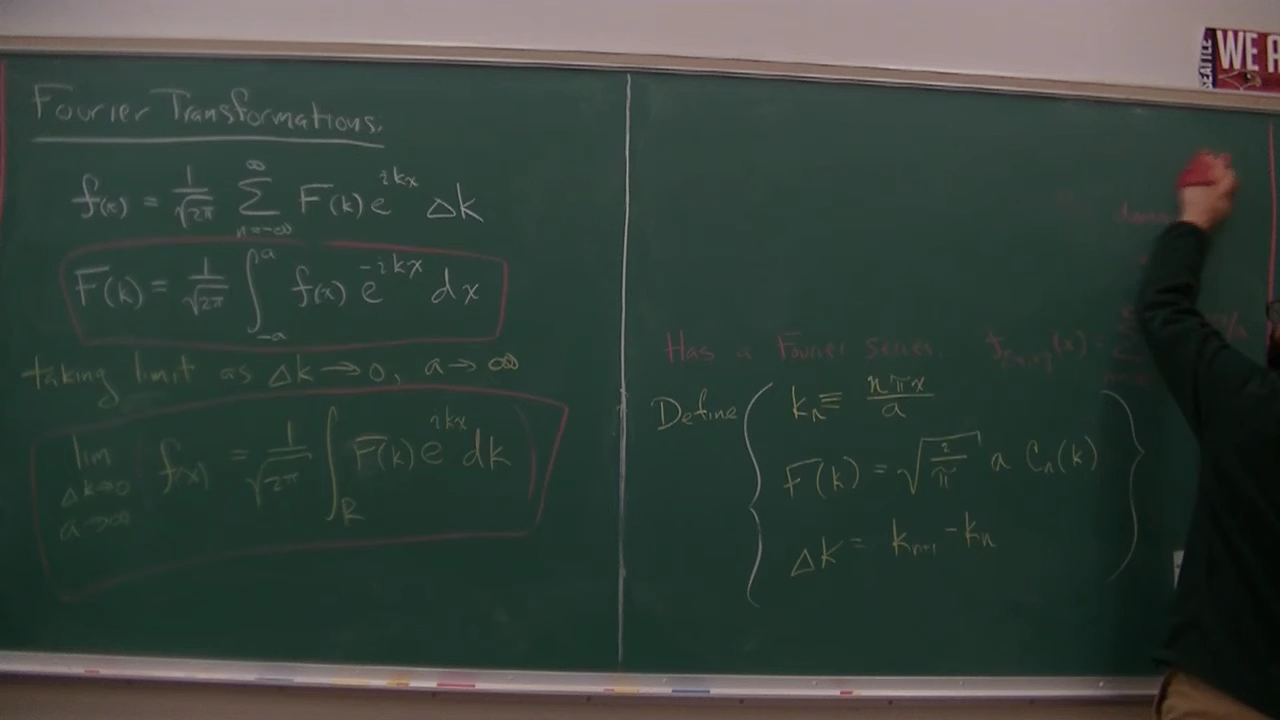 Fourier Transformations.
f(x) = 1/√2π ∑_{n=-∞}^{∞} F(k) e^{ikx} Δk
F(k) = 1/√2π ∫_{-a}^{a} f(x) e^{-ikx} dx
taking limit as Δk→0, a→∞
lim_{Δk→0, a→∞} f(x) = 1/√2π ∫_R F(k) e^{ikx} dk
Has a Fourier series.
Define { k_n ≡ nπx/a
F(k) = √(2/π) a C_n(k)
Δk = k_{n+1} - k_n }
SEATTLE
WE A